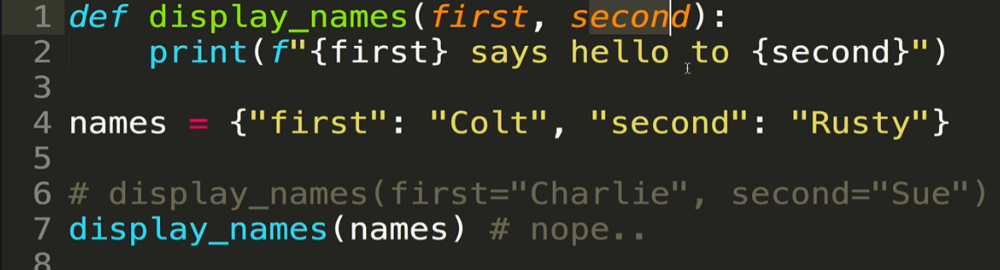 1 def display_names(first, second):
2     print(f"{first} says hello to {second}")
3
4 names = {"first": "Colt", "second": "Rusty"}
5
6 # display_names(first="Charlie", second="Sue")
7 display_names(names) # nope..
8